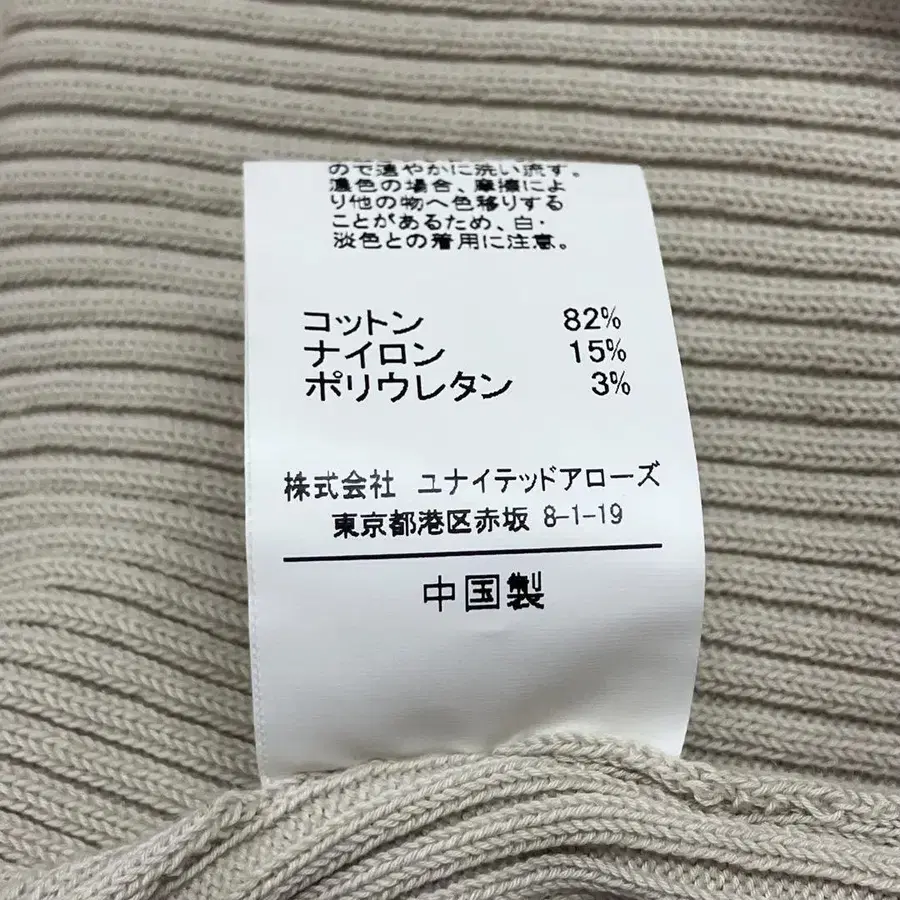 ので速やかに洗い流す。
濃色の場合、摩擦によ
り他の物へ色移りする
ことがあるため、白・
淡色との着用に注意。
コットン 82%
ナイロン 15%
ポリウレタン 3%
株式会社 ユナイテッドアローズ
東京都港区赤坂 8-1-19
中国製